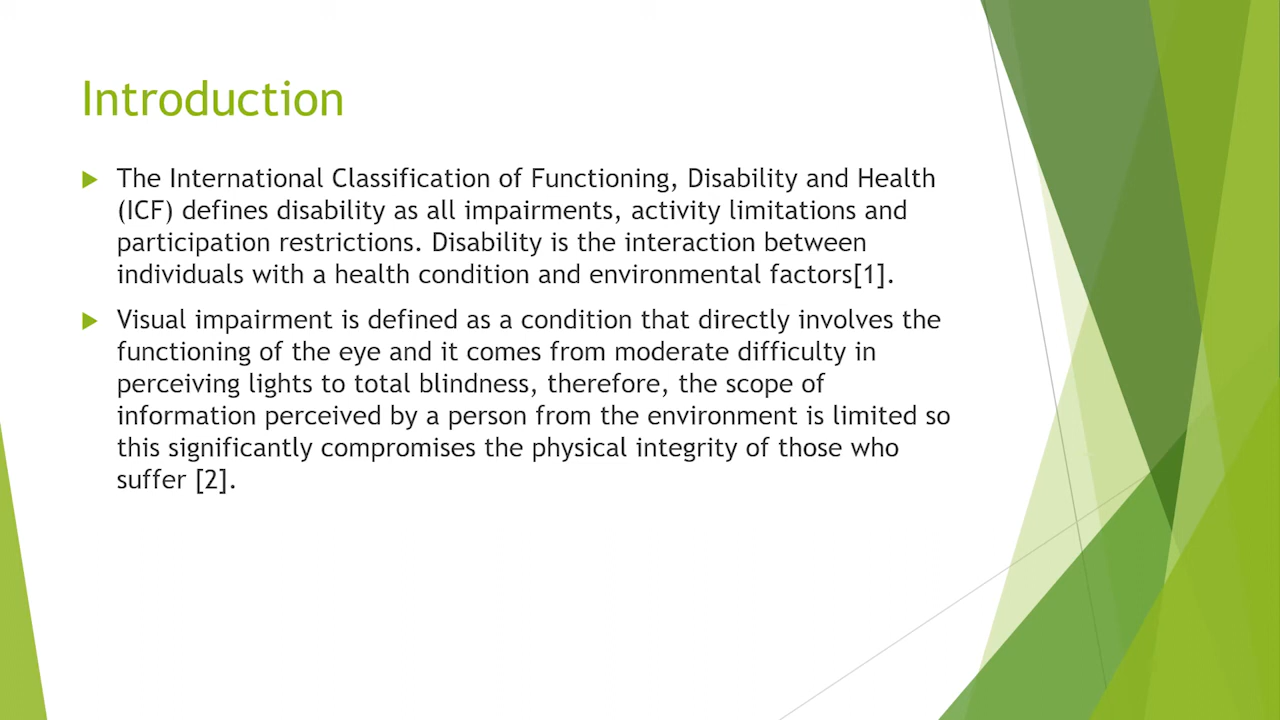 Introduction
The International Classification of Functioning, Disability and Health
(ICF) defines disability as all impairments, activity limitations and
participation restrictions. Disability is the interaction between
individuals with a health condition and environmental factors[1].
Visual impairment is defined as a condition that directly involves the
functioning of the eye and it comes from moderate difficulty in
perceiving lights to total blindness, therefore, the scope of
information perceived by a person from the environment is limited so
this significantly compromises the physical integrity of those who
suffer [2].